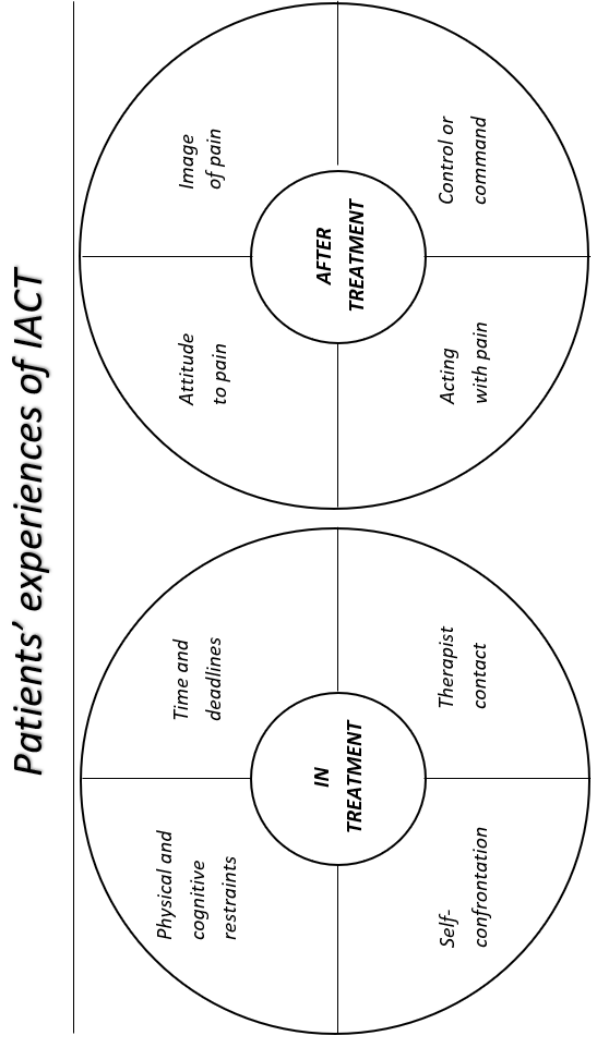 Patients’ experiences of IACT
Physical and
cognitive
restraints
Time and
deadlines
IN
TREATMENT
Self-
confrontation
Therapist
contact
Attitude
to pain
Image
of pain
AFTER
TREATMENT
Acting
with pain
Control or
command